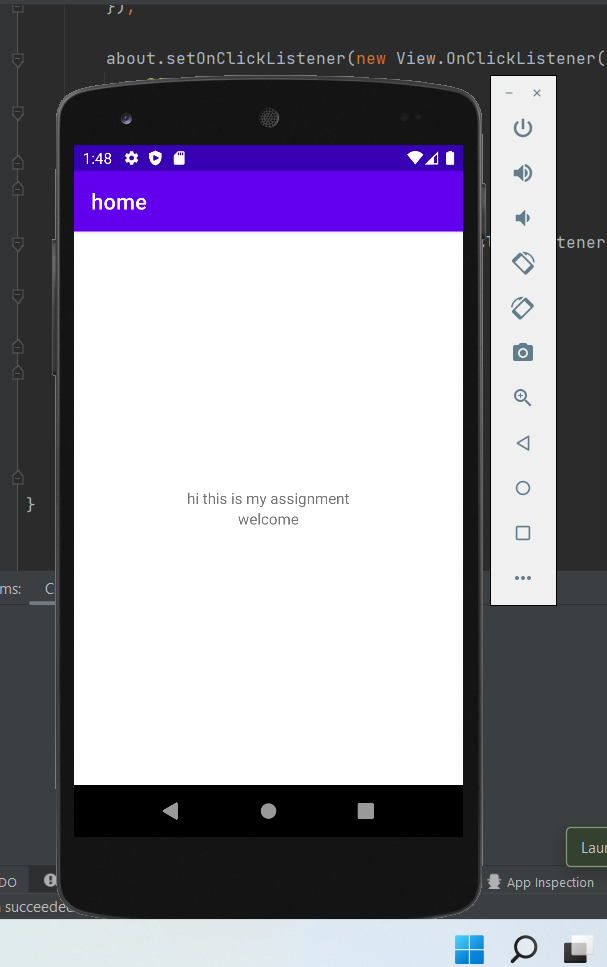 });
about.setOnClickListener(new View.OnClickListener(
1:48
home
tener
hi this is my assignment
welcome
}
ms:
DO
Laun
App Inspection
succeeded